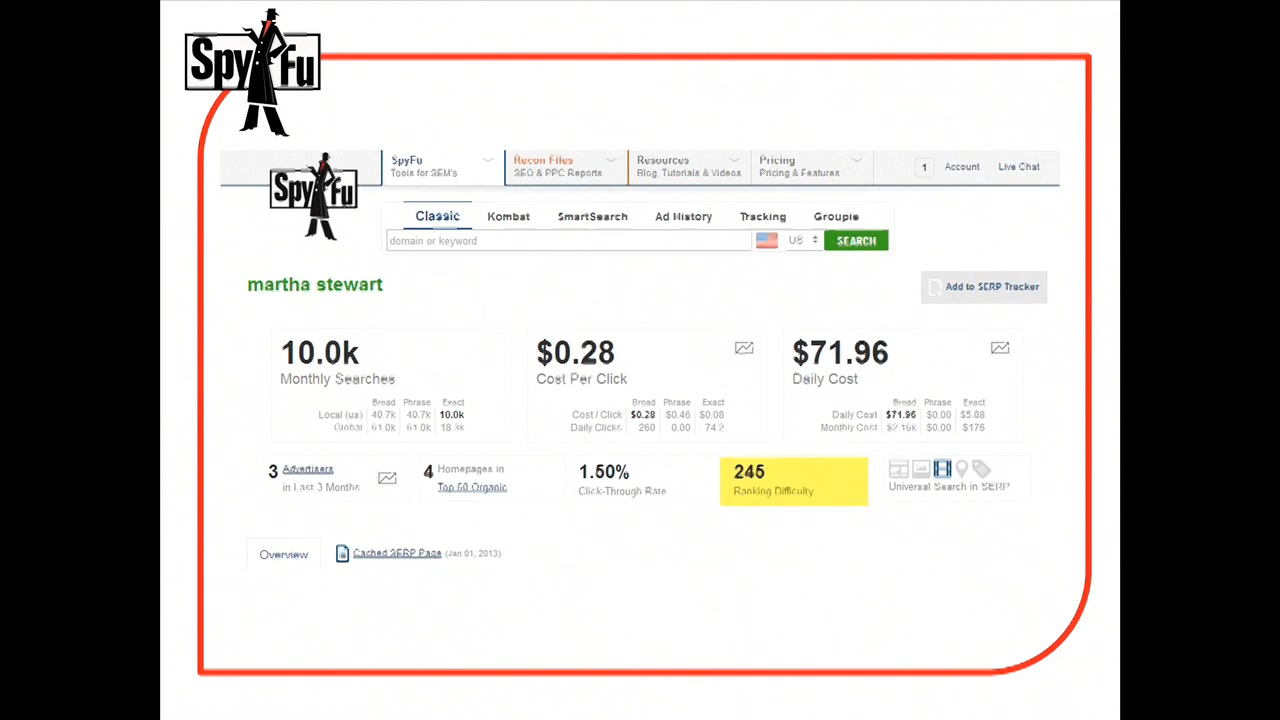 SpyFu
SpyFu
SpyFu
Tools for SEM's
Recon Files
SEO & PPC Reports
Resources
Blog, Tutorials & Videos
Pricing
Pricing & Features
1 Account Live Chat
Classic Kombat SmartSearch Ad History Tracking Groupie
domain or keyword US SEARCH
martha stewart
Add to SERP Tracker
10.0k
Monthly Searches
Broad Phrase Exact
Local (us) 40.7k 40.7k 10.0k
Global 61.0k 61.0k
$0.28
Cost Per Click
Broad Phrase Exact
Cost / Click $0.28 $0.46 $0.08
Daily Clicks 260 0.00 74.2
$71.96
Daily Cost
Broad Phrase Exact
Daily Cost $71.96 $0.00 $5.08
Monthly Cost $0.00 $176
3 Advertisers
in Last 3 Months
4 Homepages in
Top 50 Organic
1.50%
Click-Through Rate
245
Ranking Difficulty
Universal Search in SERP
Overview
Cached SERP Page (Jan 01, 2013)